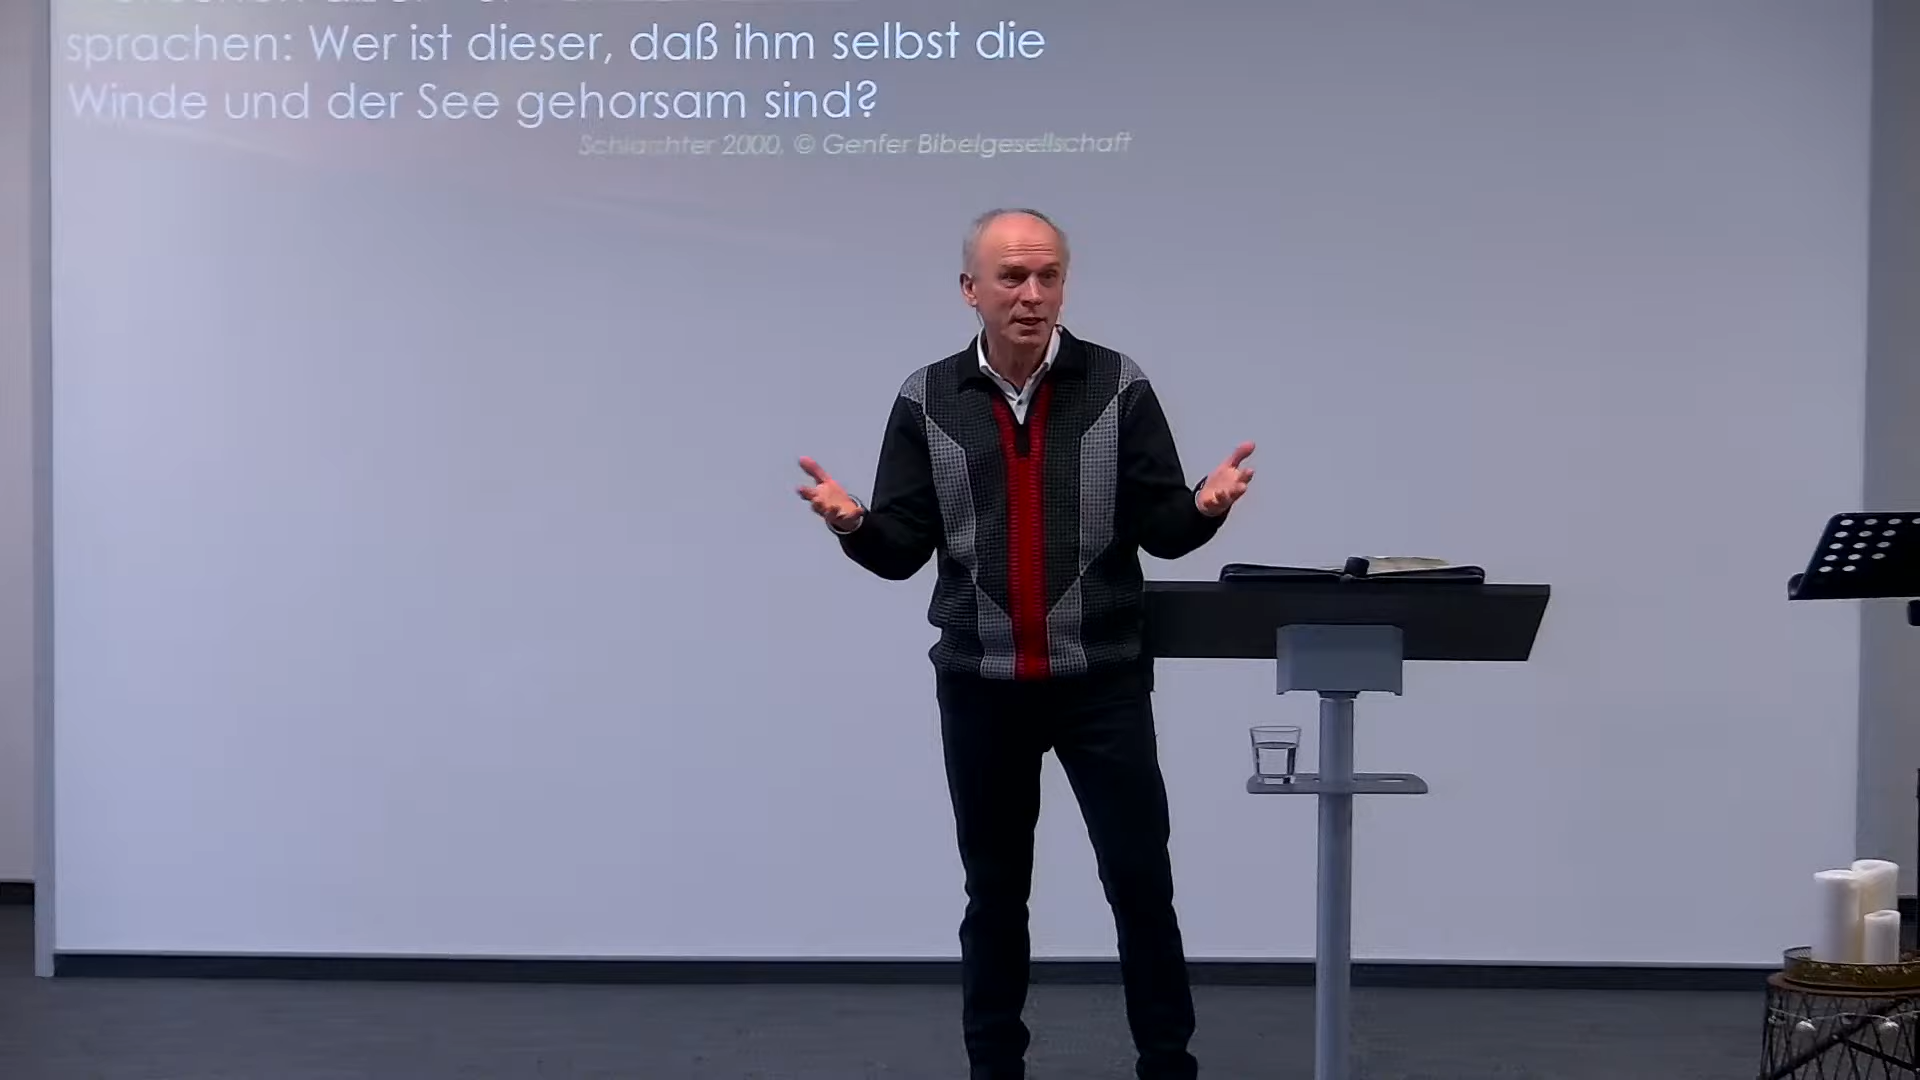 sprachen: Wer ist dieser, daß ihm selbst die
Winde und der See gehorsam sind?
Schlachter 2000, © Genfer Bibelgesellschaft